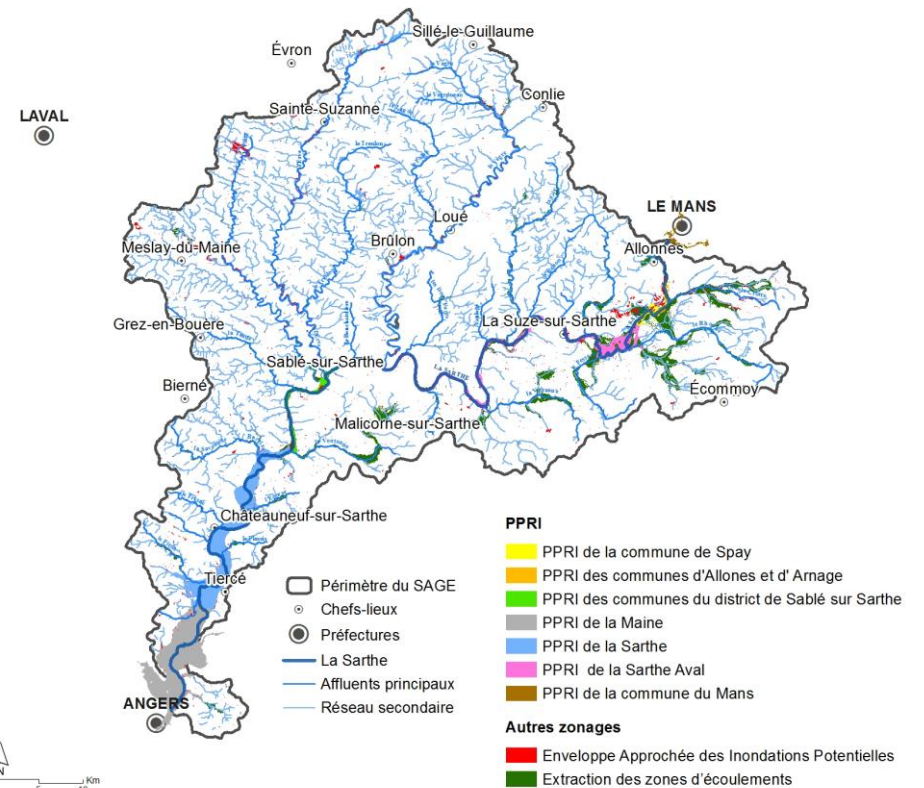 Sillé-le-Guillaume
Évron
LAVAL
Conlie
Sainte-Suzanne
LE MANS
Loué
Meslay-du-Maine
Brûlon
Allonnes
Grez-en-Bouère
La Suze-sur-Sarthe
Sablé-sur-Sarthe
LA SARTHE
Bierné
Écommoy
Malicorne-sur-Sarthe
Châteauneuf-sur-Sarthe
Tiercé
ANGERS
Périmètre du SAGE
Chefs-lieux
Préfectures
La Sarthe
Affluents principaux
Réseau secondaire
PPRI
PPRI de la commune de Spay
PPRI des communes d'Allones et d' Arnage
PPRI des communes du district de Sablé sur Sarthe
PPRI de la Maine
PPRI de la Sarthe
PPRI de la Sarthe Aval
PPRI de la commune du Mans
Autres zonages
Enveloppe Approchée des Inondations Potentielles
Extraction des zones d'écoulements
N
Km